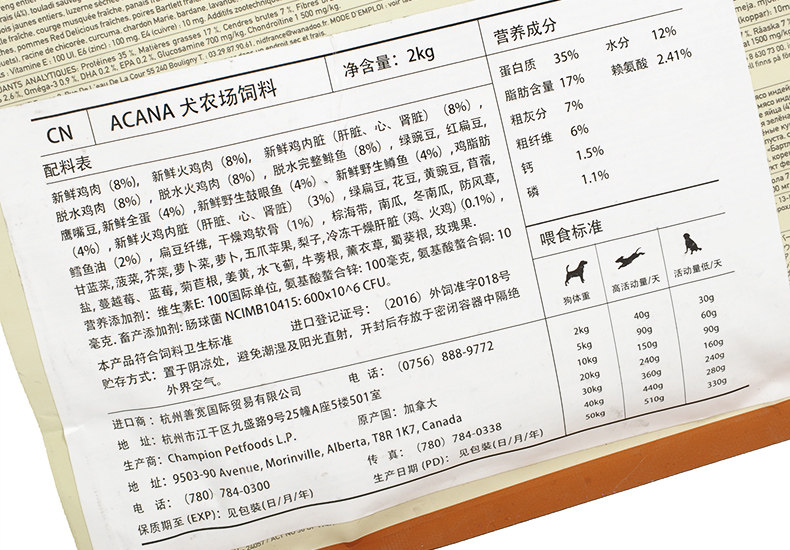 CN ACANA 犬农场饲料 净含量：2kg
配料表
新鲜鸡肉（8%），新鲜火鸡肉（8%），新鲜鸡内脏（肝脏、心、肾脏）（8%），
脱水鸡肉（8%），脱水火鸡肉（8%），脱水完整鲱鱼（8%），绿豌豆，红扁豆，
鹰嘴豆,新鲜全蛋（4%）,新鲜野生鼓眼鱼（4%）、新鲜野生鳟鱼（4%）,鸡脂肪
（4%），新鲜火鸡内脏（肝脏、心、肾脏）（3%），绿扁豆，花豆，黄豌豆，苜蓿，
鳕鱼油（2%），扁豆纤维，干燥鸡软骨（1%），棕海带，南瓜，冬南瓜，防风草，
甘蓝菜,菠菜，芥菜，萝卜菜，萝卜，五爪苹果，梨子,冷冻干燥肝脏（鸡、火鸡）（0.1%），
盐，蔓越莓、蓝莓，菊苣根，姜黄，水飞蓟，牛蒡根，薰衣草，蜀葵根，玫瑰果.
营养添加剂：维生素E: 100国际单位，氨基酸螯合锌: 100毫克，氨基酸螯合铜: 10
毫克, 畜产添加剂: 肠球菌 NCIMB10415: 600x10^6 CFU。
本产品符合饲料卫生标准 进口登记证号：（2016）外饲准字018号
贮存方式：置于阴凉处，避免潮湿及阳光直射，开封后存放于密闭容器中隔绝
外界空气。
进口商：杭州善宽国际贸易有限公司 电 话：（0756）888-9772
地 址：杭州市江干区九盛路9号25幢A座5楼501室
生产商：Champion Petfoods L.P. 原产国：加拿大
地 址：9503-90 Avenue, Morinville, Alberta, T8R 1K7, Canada
电 话：（780）784-0300 传 真：（780）784-0338
保质期至 (EXP): 见包装(日/月/年) 生产日期 (PD)： 见包裝(日/月/年)
营养成分
蛋白质 35% 水分 12%
脂肪含量 17% 赖氨酸 2.41%
粗灰分 7%
粗纤维 6%
钙 1.5%
磷 1.1%
喂食标准
狗体重 高活动量/天 活动量低/天
2kg 40g 30g
5kg 90g 60g
10kg 150g 90g
20kg 240g 160g
30kg 360g 240g
40kg 440g 280g
50kg 510g 330g